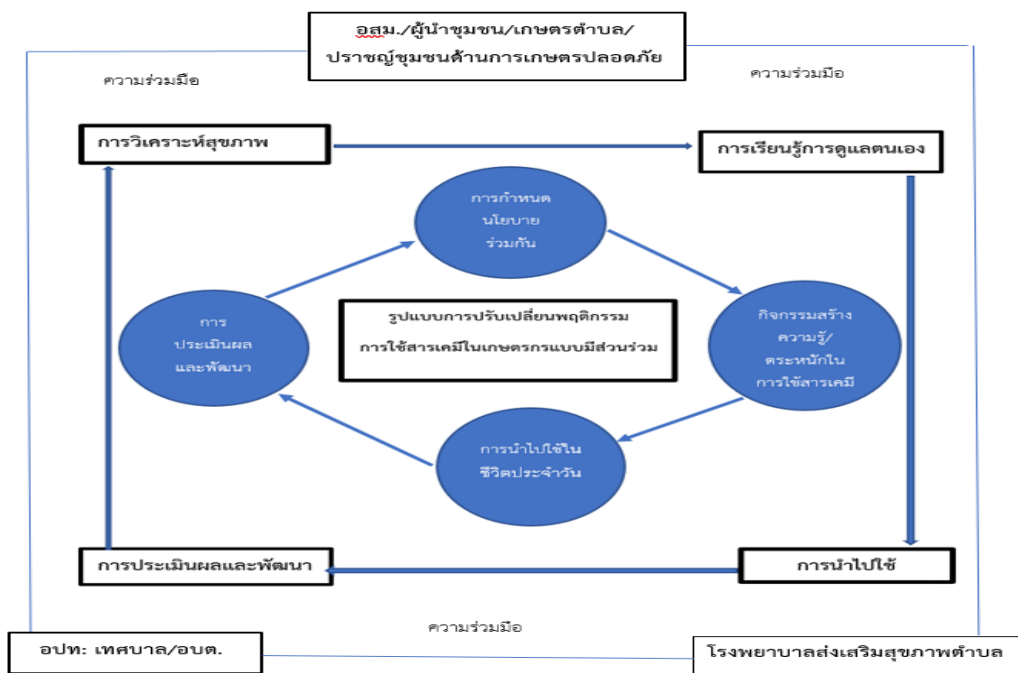 อสม./ผู้นำชุมชน/เกษตรตำบล/
ปราชญ์ชุมชนด้านการเกษตรปลอดภัย
ความร่วมมือ
ความร่วมมือ
การวิเคราะห์สุขภาพ
การเรียนรู้การดูแลตนเอง
การกำหนด
นโยบาย
ร่วมกัน
รูปแบบการปรับเปลี่ยนพฤติกรรม
การใช้สารเคมีในเกษตรกรแบบมีส่วนร่วม
การ
ประเมินผล
และพัฒนา
กิจกรรมสร้าง
ความรู้/
ตระหนักใน
การใช้สารเคมี
การนำไปใช้ใน
ชีวิตประจำวัน
การประเมินผลและพัฒนา
การนำไปใช้
ความร่วมมือ
อปท: เทศบาล/อบต.
โรงพยาบาลส่งเสริมสุขภาพตำบล